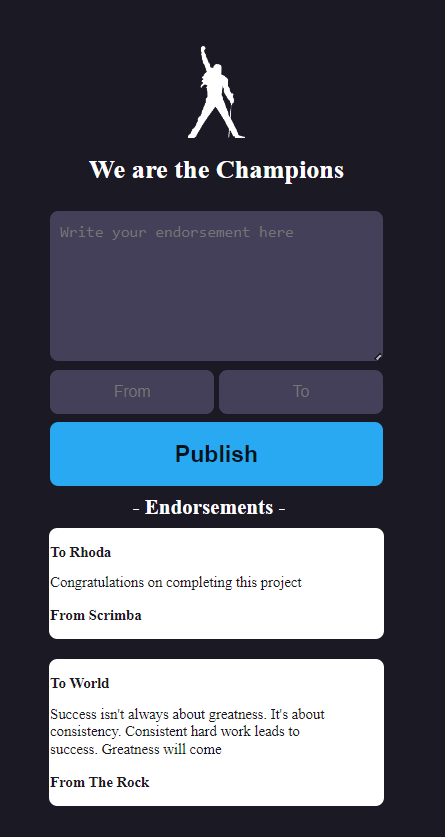 We are the Champions
Write your endorsement here
From
To
Publish
- Endorsements -
To Rhoda
Congratulations on completing this project
From Scrimba
To World
Success isn't always about greatness. It's about
consistency. Consistent hard work leads to
success. Greatness will come
From The Rock